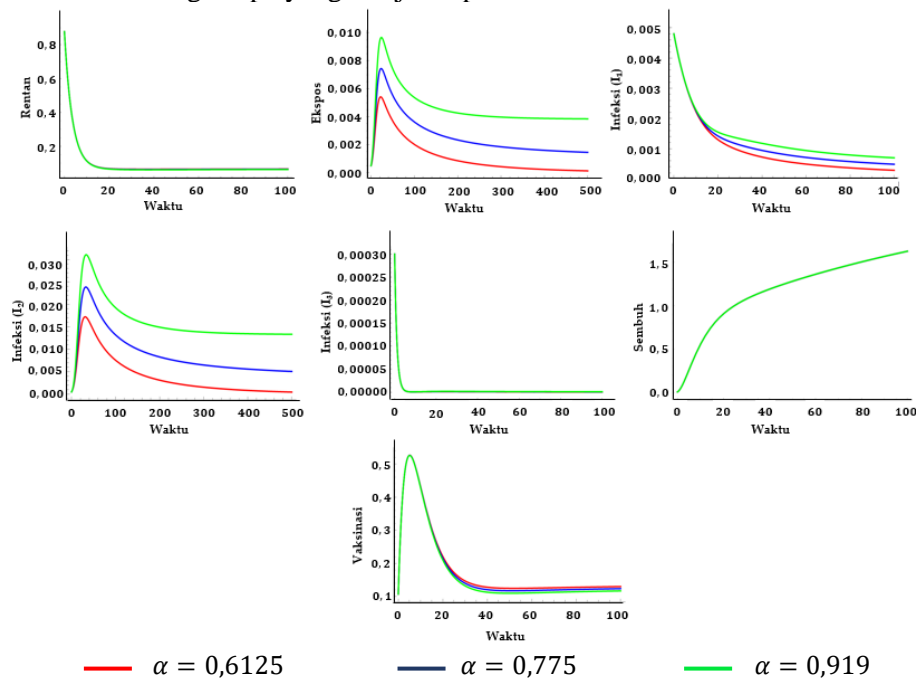 0,8
0,6
0,4
0,2
Rentan
0 20 40 60 80 100
Waktu
0,010
0,008
0,006
0,004
0,002
0,000
Ekspos
0 100 200 300 400 500
Waktu
0,005
0,004
0,003
0,002
0,001
0,000
Infeksi (I₁)
0 20 40 60 80 100
Waktu
0,030
0,025
0,020
0,015
0,010
0,005
0,000
Infeksi (I₂)
0 100 200 300 400 500
Waktu
0,00030
0,00025
0,00020
0,00015
0,00010
0,00005
0,00000
Infeksi (I₃)
0 20 40 60 80 100
Waktu
1.5
1.0
0.5
0,0
Sembuh
0 20 40 60 80 100
Waktu
0,5
0,4
0,3
0,2
0,1
Vaksinasi
0 20 40 60 80 100
Waktu
α = 0,6125 α = 0,775 α = 0,919